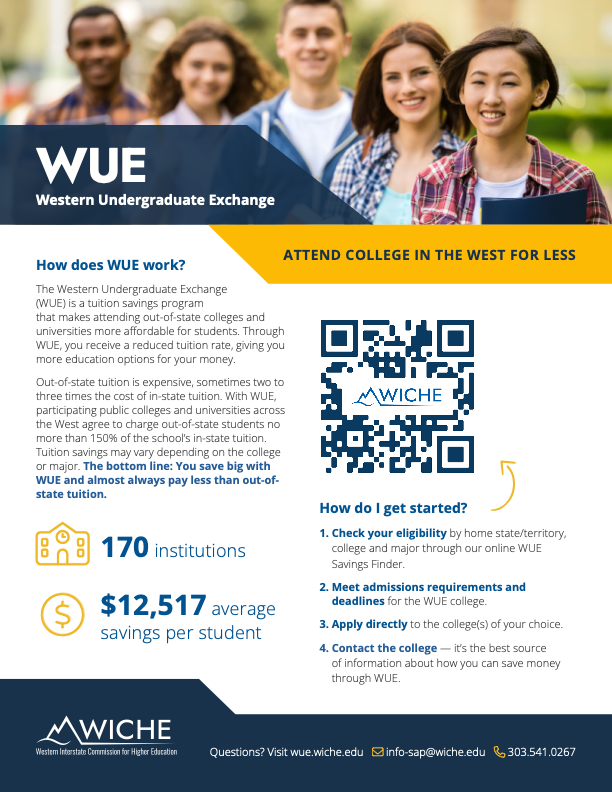 WUE
Western Undergraduate Exchange
ATTEND COLLEGE IN THE WEST FOR LESS
How does WUE work?
The Western Undergraduate Exchange
(WUE) is a tuition savings program
that makes attending out-of-state colleges and
universities more affordable for students. Through
WUE, you receive a reduced tuition rate, giving you
more education options for your money.
Out-of-state tuition is expensive, sometimes two to
three times the cost of in-state tuition. With WUE,
participating public colleges and universities across
the West agree to charge out-of-state students no
more than 150% of the school's in-state tuition.
Tuition savings may vary depending on the college
or major. The bottom line: You save big with
WUE and almost always pay less than out-of-
state tuition.
170 institutions
$12,517 average
savings per student
WICHE
How do I get started?
1. Check your eligibility by home state/territory,
college and major through our online WUE
Savings Finder.
2. Meet admissions requirements and
deadlines for the WUE college.
3. Apply directly to the college(s) of your choice.
4. Contact the college — it's the best source
of information about how you can save money
through WUE.
WICHE
Western Interstate Commission for Higher Education
Questions? Visit wue.wiche.edu info-sap@wiche.edu 303.541.0267